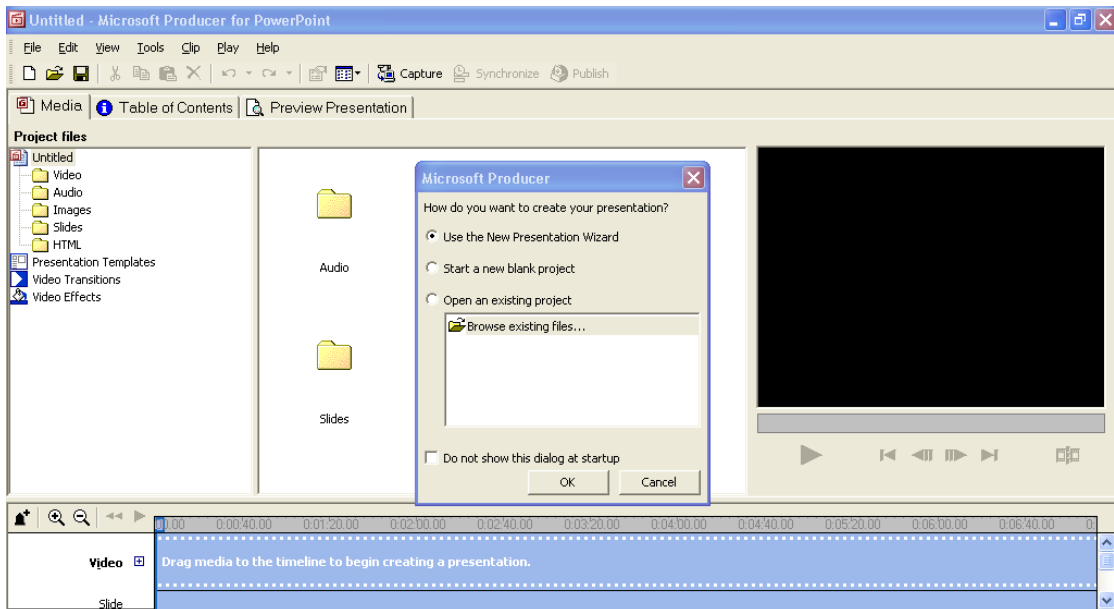 Untitled - Microsoft Producer for PowerPoint
File Edit View Tools Clip Play Help
Capture Synchronize Publish
Media Table of Contents Preview Presentation
Project files
Untitled
Video
Audio
Images
Slides
HTML
Presentation Templates
Video Transitions
Video Effects
Audio
Slides
Microsoft Producer
How do you want to create your presentation?
Use the New Presentation Wizard
Start a new blank project
Open an existing project
Browse existing files...
Do not show this dialog at startup
OK Cancel
0:00'40.00 0:01'20.00 0:02'00.00 0:02'40.00 0:03'20.00 0:04'00.00 0:04'40.00 0:05'20.00 0:06'00.00 0:06'40.00
Video Drag media to the timeline to begin creating a presentation.
Slide